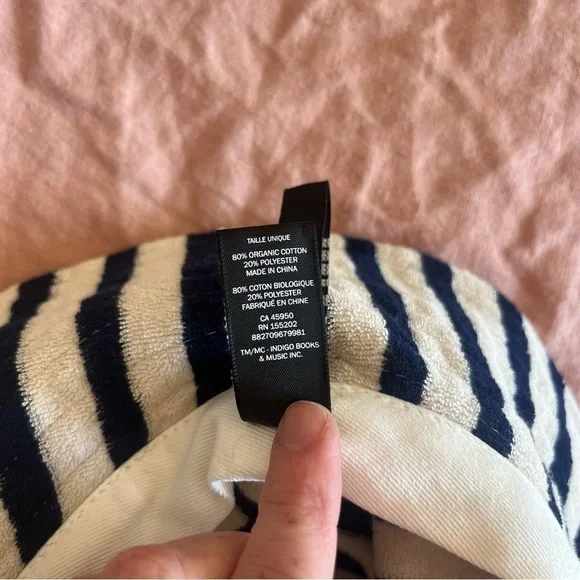 TAILLE UNIQUE
80% ORGANIC COTTON
20% POLYESTER
MADE IN CHINA
80% COTON BIOLOGIQUE
20% POLYESTER
FABRIQUÉ EN CHINE
CA 45950
RN 155202
882709679981
TM/MC - INDIGO BOOKS
& MUSIC INC.